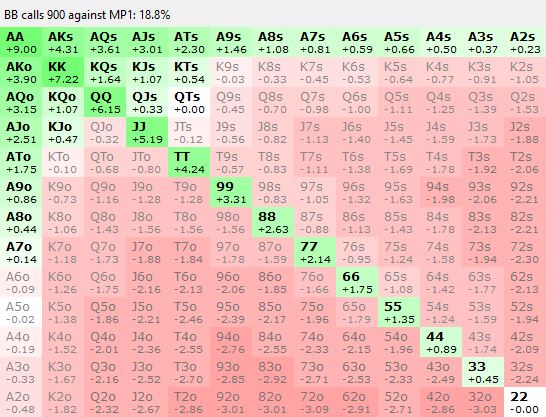 BB calls 900 against MP1: 18.8%
AA AKs AQs AJs ATs A9s A8s A7s A6s A5s A4s A3s A2s
+9.00 +4.31 +3.61 +3.01 +2.30 +1.46 +1.08 +0.81 +0.59 +0.66 +0.50 +0.37 +0.23
AKo KK KQs KJs KTs K9s K8s K7s K6s K5s K4s K3s K2s
+3.90 +7.22 +1.64 +1.07 +0.54 -0.03 -0.33 -0.45 -0.53 -0.64 -0.77 -0.91 -1.05
AQo KQo QQ QJs QTs Q9s Q8s Q7s Q6s Q5s Q4s Q3s Q2s
+3.15 +1.07 +6.15 +0.33 +0.00 -0.45 -0.70 -0.98 -1.00 -1.11 -1.25 -1.39 -1.53
AJo KJo QJo JJ JTs J9s J8s J7s J6s J5s J4s J3s J2s
+2.51 +0.47 -0.32 +5.19 -0.12 -0.56 -0.82 -1.13 -1.40 -1.45 -1.59 -1.73 -1.88
ATo KTo QTo JTo TT T9s T8s T7s T6s T5s T4s T3s T2s
+1.75 -0.10 -0.68 -0.80 +4.24 -0.57 -0.83 -1.11 -1.38 -1.69 -1.78 -1.92 -2.06
A9o K9o Q9o J9o T9o 99 98s 97s 96s 95s 94s 93s 92s
+0.86 -0.73 -1.16 -1.28 -1.28 +3.31 -0.83 -1.05 -1.32 -1.63 -1.98 -2.06 -2.21
A8o K8o Q8o J8o T8o 98o 88 87s 86s 85s 84s 83s 82s
+0.44 -1.06 -1.43 -1.56 -1.56 -1.56 +2.63 -0.88 -1.13 -1.43 -1.78 -2.13 -2.21
A7o K7o Q7o J7o T7o 97o 87o 77 76s 75s 74s 73s 72s
+0.14 -1.18 -1.73 -1.88 -1.84 -1.78 -1.59 +2.14 -0.95 -1.24 -1.58 -1.94 -2.30
A6o K6o Q6o J6o T6o 96o 86o 76o 66 65s 64s 63s 62s
-0.09 -1.26 -1.75 -2.16 -2.13 -2.06 -1.85 -1.66 +1.75 -1.08 -1.42 -1.77 -2.13
A5o K5o Q5o J5o T5o 95o 85o 75o 65o 55 54s 53s 52s
-0.02 -1.38 -1.86 -2.21 -2.46 -2.39 -2.17 -1.96 -1.79 +1.35 -1.24 -1.59 -1.94
A4o K4o Q4o J4o T4o 94o 84o 74o 64o 54o 44 43s 42s
-0.19 -1.52 -2.01 -2.36 -2.55 -2.76 -2.55 -2.33 -2.15 -1.96 +0.89 -1.74 -2.09
A3o K3o Q3o J3o T3o 93o 83o 73o 63o 53o 43o 33 32s
-0.33 -1.67 -2.16 -2.52 -2.70 -2.85 -2.92 -2.71 -2.53 -2.33 -2.49 +0.45 -2.24
A2o K2o Q2o J2o T2o 92o 82o 72o 62o 52o 42o 32o 22
-0.48 -1.82 -2.32 -2.67 -2.86 -3.01 -3.01 -3.09 -2.91 -2.71 -2.86 -3.03 -0.00